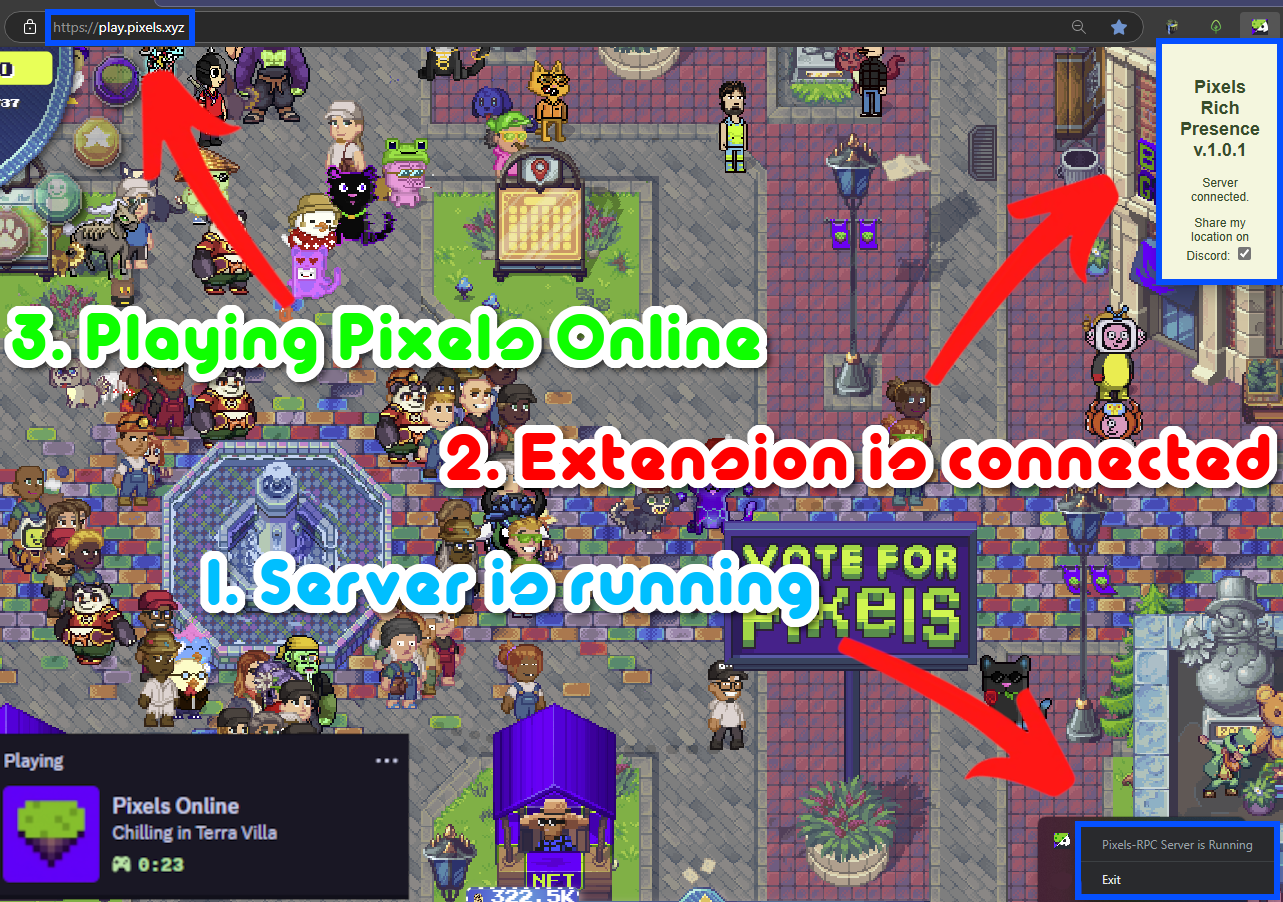 https://play.pixels.xyz
Pixels
Rich
Presence
v.1.0.1
Server
connected.
Share my
location on
Discord:
3. Playing Pixels Online
2. Extension is connected
1. Server is running
VOTE FOR
PIXELS
Playing
Pixels Online
Chilling in Terra Villa
0:23
NFT
322.5K
Pixels-RPC Server is Running
Exit